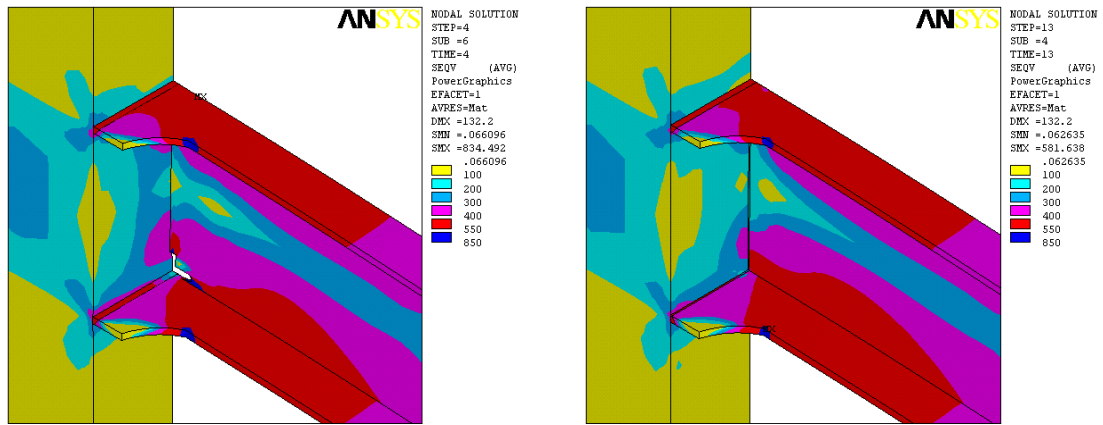 ANSYS
NODAL SOLUTION
STEP=4
SUB =6
TIME=4
SEQV (AVG)
PowerGraphics
EFACET=1
AVRES=Mat
DMX =132.2
SMN =.066096
SMX =834.492
.066096
100
200
300
400
550
850
MX
ANSYS
NODAL SOLUTION
STEP=13
SUB =4
TIME=13
SEQV (AVG)
PowerGraphics
EFACET=1
AVRES=Mat
DMX =132.2
SMN =.062635
SMX =581.638
.062635
100
200
300
400
550
850
MX